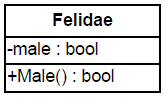 Felidae
-male : bool
+Male() : bool